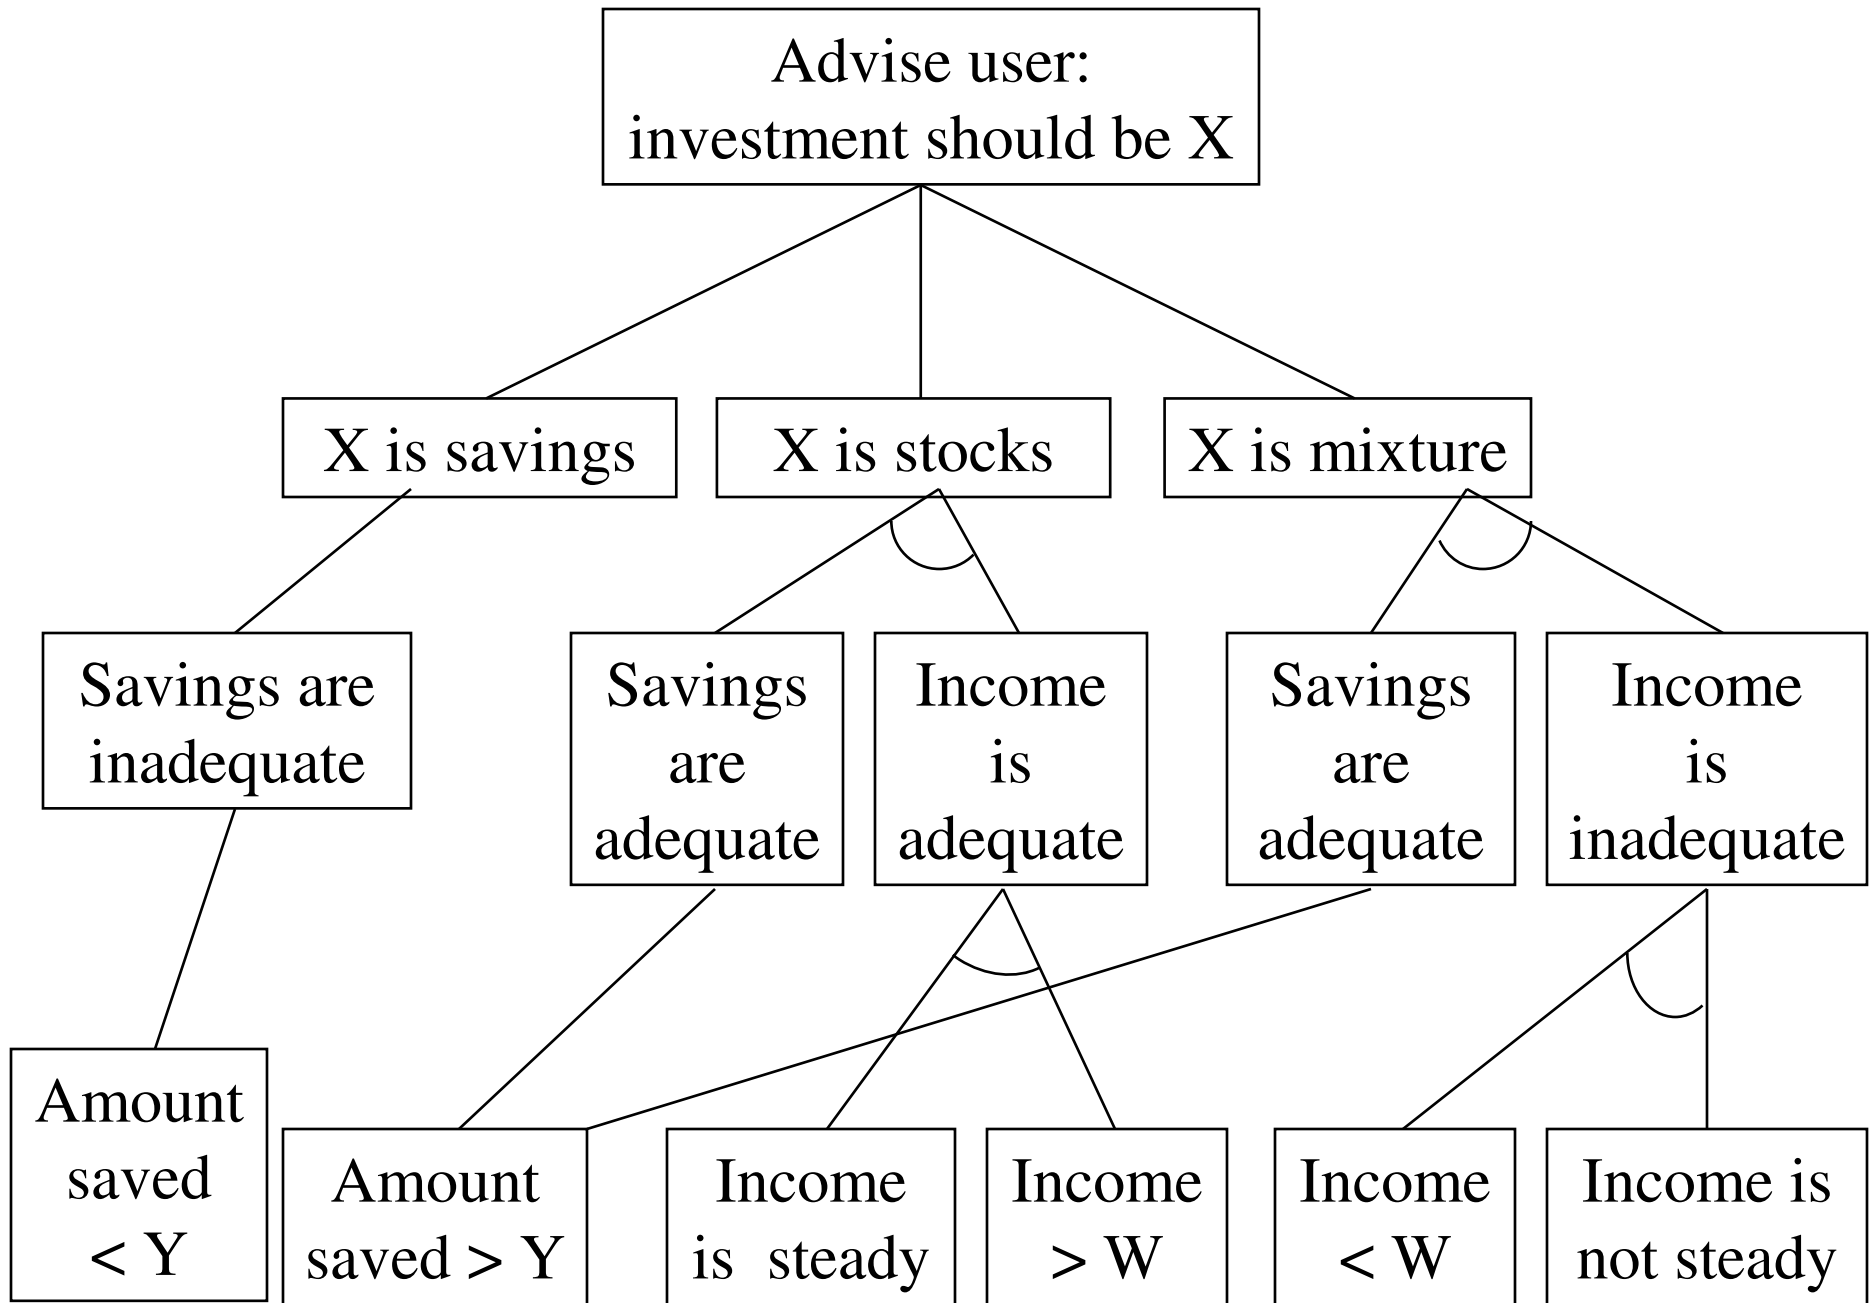 Advise user:
investment should be X
X is savings
X is stocks
X is mixture
Savings are
inadequate
Savings
are
adequate
Income
is
adequate
Savings
are
adequate
Income
is
inadequate
Amount
saved
< Y
Amount
saved > Y
Income
is steady
Income
> W
Income
< W
Income is
not steady